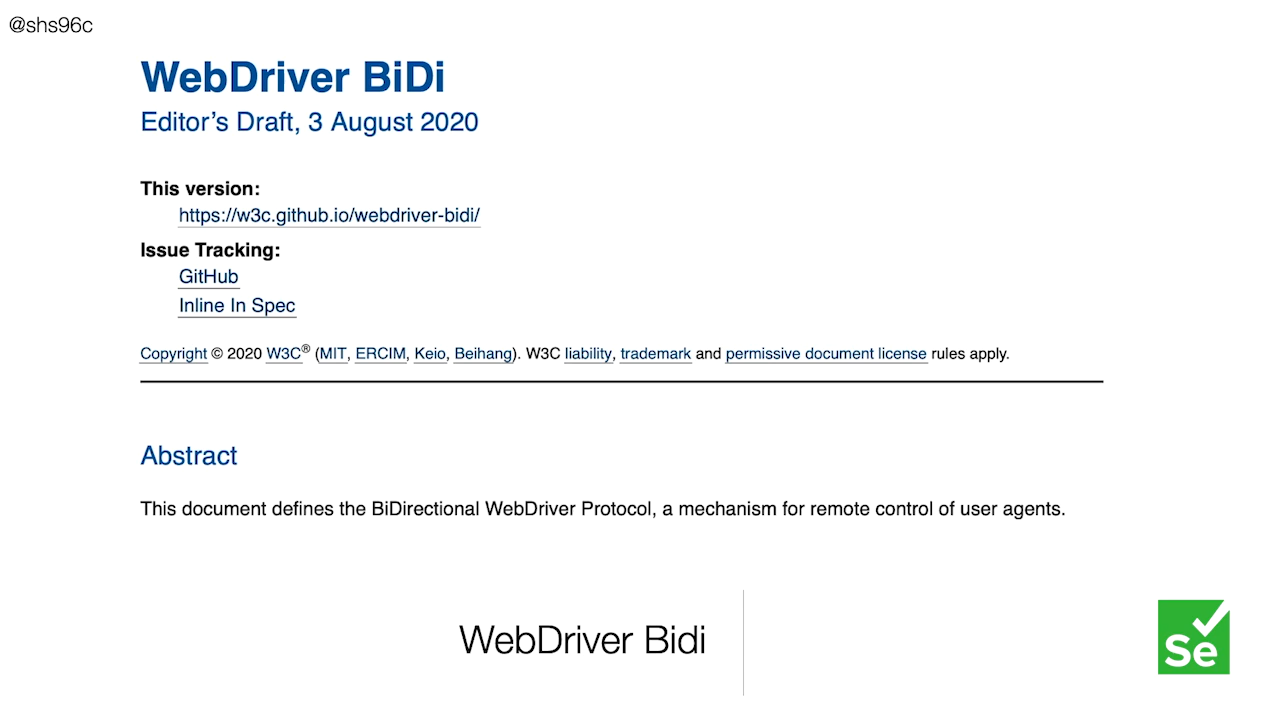 @shs96c
WebDriver BiDi
Editor’s Draft, 3 August 2020
This version:
https://w3c.github.io/webdriver-bidi/
Issue Tracking:
GitHub
Inline In Spec
Copyright © 2020 W3C® (MIT, ERCIM, Keio, Beihang). W3C liability, trademark and permissive document license rules apply.
Abstract
This document defines the BiDirectional WebDriver Protocol, a mechanism for remote control of user agents.
WebDriver Bidi
Se